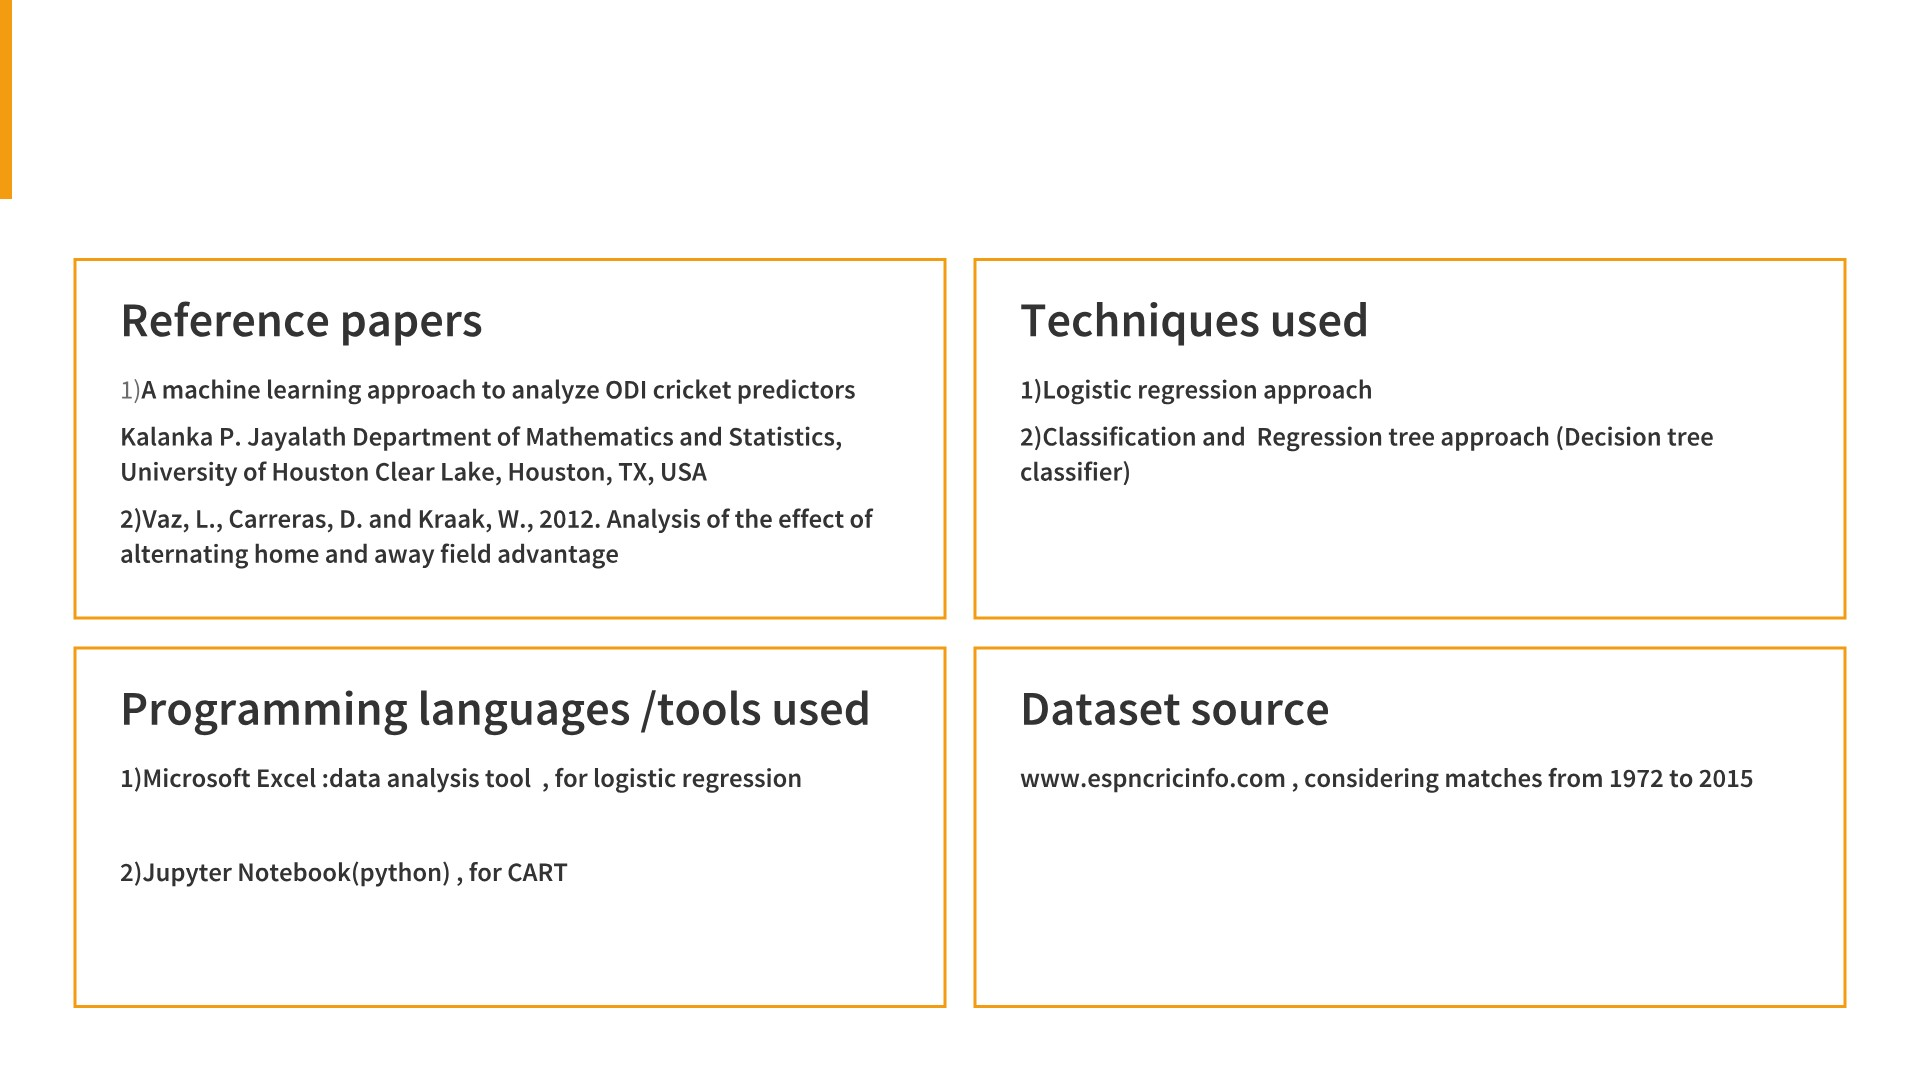 Reference papers
1)A machine learning approach to analyze ODI cricket predictors
Kalanka P. Jayalath Department of Mathematics and Statistics,
University of Houston Clear Lake, Houston, TX, USA
2)Vaz, L., Carreras, D. and Kraak, W., 2012. Analysis of the effect of
alternating home and away field advantage
Techniques used
1)Logistic regression approach
2)Classification and  Regression tree approach (Decision tree
classifier)
Programming languages /tools used
1)Microsoft Excel :data analysis tool  , for logistic regression
2)Jupyter Notebook(python) , for CART
Dataset source
www.espncricinfo.com , considering matches from 1972 to 2015